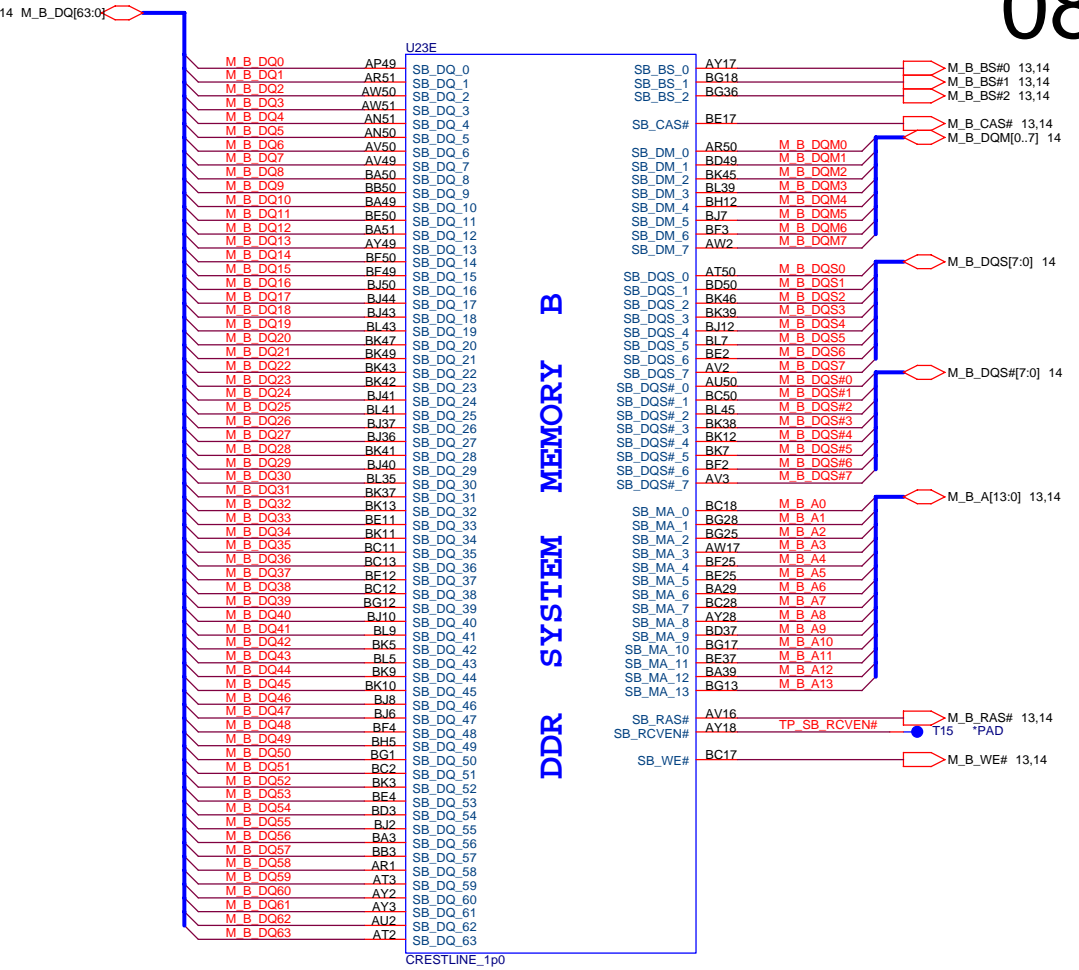 08
14 M_B_DQ[63:0]
U23E
M_B_DQ0 AP49 SB_DQ_0
M_B_DQ1 AR51 SB_DQ_1
M_B_DQ2 AW50 SB_DQ_2
M_B_DQ3 AW51 SB_DQ_3
M_B_DQ4 AN51 SB_DQ_4
M_B_DQ5 AN50 SB_DQ_5
M_B_DQ6 AV50 SB_DQ_6
M_B_DQ7 AV49 SB_DQ_7
M_B_DQ8 BA50 SB_DQ_8
M_B_DQ9 BB50 SB_DQ_9
M_B_DQ10 BA49 SB_DQ_10
M_B_DQ11 BE50 SB_DQ_11
M_B_DQ12 BA51 SB_DQ_12
M_B_DQ13 AY49 SB_DQ_13
M_B_DQ14 BF50 SB_DQ_14
M_B_DQ15 BF49 SB_DQ_15
M_B_DQ16 BJ50 SB_DQ_16
M_B_DQ17 BJ44 SB_DQ_17
M_B_DQ18 BJ43 SB_DQ_18
M_B_DQ19 BL43 SB_DQ_19
M_B_DQ20 BK47 SB_DQ_20
M_B_DQ21 BK49 SB_DQ_21
M_B_DQ22 BK43 SB_DQ_22
M_B_DQ23 BK42 SB_DQ_23
M_B_DQ24 BJ41 SB_DQ_24
M_B_DQ25 BL41 SB_DQ_25
M_B_DQ26 BJ37 SB_DQ_26
M_B_DQ27 BJ36 SB_DQ_27
M_B_DQ28 BK41 SB_DQ_28
M_B_DQ29 BJ40 SB_DQ_29
M_B_DQ30 BL35 SB_DQ_30
M_B_DQ31 BK37 SB_DQ_31
M_B_DQ32 BK13 SB_DQ_32
M_B_DQ33 BE11 SB_DQ_33
M_B_DQ34 BK11 SB_DQ_34
M_B_DQ35 BC11 SB_DQ_35
M_B_DQ36 BC13 SB_DQ_36
M_B_DQ37 BE12 SB_DQ_37
M_B_DQ38 BC12 SB_DQ_38
M_B_DQ39 BG12 SB_DQ_39
M_B_DQ40 BJ10 SB_DQ_40
M_B_DQ41 BL9 SB_DQ_41
M_B_DQ42 BK5 SB_DQ_42
M_B_DQ43 BL5 SB_DQ_43
M_B_DQ44 BK9 SB_DQ_44
M_B_DQ45 BK10 SB_DQ_45
M_B_DQ46 BJ8 SB_DQ_46
M_B_DQ47 BJ6 SB_DQ_47
M_B_DQ48 BF4 SB_DQ_48
M_B_DQ49 BH5 SB_DQ_49
M_B_DQ50 BG1 SB_DQ_50
M_B_DQ51 BC2 SB_DQ_51
M_B_DQ52 BK3 SB_DQ_52
M_B_DQ53 BE4 SB_DQ_53
M_B_DQ54 BD3 SB_DQ_54
M_B_DQ55 BJ2 SB_DQ_55
M_B_DQ56 BA3 SB_DQ_56
M_B_DQ57 BB3 SB_DQ_57
M_B_DQ58 AR1 SB_DQ_58
M_B_DQ59 AT3 SB_DQ_59
M_B_DQ60 AY2 SB_DQ_60
M_B_DQ61 AY3 SB_DQ_61
M_B_DQ62 AU2 SB_DQ_62
M_B_DQ63 AT2 SB_DQ_63
DDR SYSTEM MEMORY B
SB_BS_0 AY17 M_B_BS#0 13,14
SB_BS_1 BG18 M_B_BS#1 13,14
SB_BS_2 BG36 M_B_BS#2 13,14
SB_CAS# BE17 M_B_CAS# 13,14
M_B_DQM[0..7] 14
SB_DM_0 AR50 M_B_DQM0
SB_DM_1 BD49 M_B_DQM1
SB_DM_2 BK45 M_B_DQM2
SB_DM_3 BL39 M_B_DQM3
SB_DM_4 BH12 M_B_DQM4
SB_DM_5 BJ7 M_B_DQM5
SB_DM_6 BF3 M_B_DQM6
SB_DM_7 AW2 M_B_DQM7
M_B_DQS[7:0] 14
SB_DQS_0 AT50 M_B_DQS0
SB_DQS_1 BD50 M_B_DQS1
SB_DQS_2 BK46 M_B_DQS2
SB_DQS_3 BK39 M_B_DQS3
SB_DQS_4 BJ12 M_B_DQS4
SB_DQS_5 BL7 M_B_DQS5
SB_DQS_6 BE2 M_B_DQS6
SB_DQS_7 AV2 M_B_DQS7
M_B_DQS#[7:0] 14
SB_DQS#_0 AU50 M_B_DQS#0
SB_DQS#_1 BC50 M_B_DQS#1
SB_DQS#_2 BL45 M_B_DQS#2
SB_DQS#_3 BK38 M_B_DQS#3
SB_DQS#_4 BK12 M_B_DQS#4
SB_DQS#_5 BK7 M_B_DQS#5
SB_DQS#_6 BF2 M_B_DQS#6
SB_DQS#_7 AV3 M_B_DQS#7
M_B_A[13:0] 13,14
SB_MA_0 BC18 M_B_A0
SB_MA_1 BG28 M_B_A1
SB_MA_2 BG25 M_B_A2
SB_MA_3 AW17 M_B_A3
SB_MA_4 BF25 M_B_A4
SB_MA_5 BE25 M_B_A5
SB_MA_6 BA29 M_B_A6
SB_MA_7 BC28 M_B_A7
SB_MA_8 AY28 M_B_A8
SB_MA_9 BD37 M_B_A9
SB_MA_10 BG17 M_B_A10
SB_MA_11 BE37 M_B_A11
SB_MA_12 BA39 M_B_A12
SB_MA_13 BG13 M_B_A13
SB_RAS# AV16 M_B_RAS# 13,14
SB_RCVEN# AY18 TP_SB_RCVEN# T15 *PAD
SB_WE# BC17 M_B_WE# 13,14
CRESTLINE_1p0